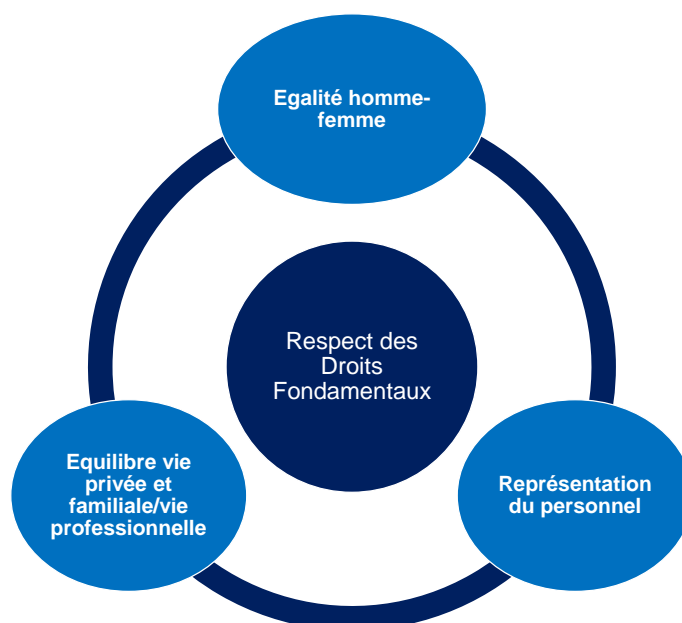 Egalité homme-
femme
Respect des
Droits
Fondamentaux
Equilibre vie
privée et
familiale/vie
professionnelle
Représentation
du personnel